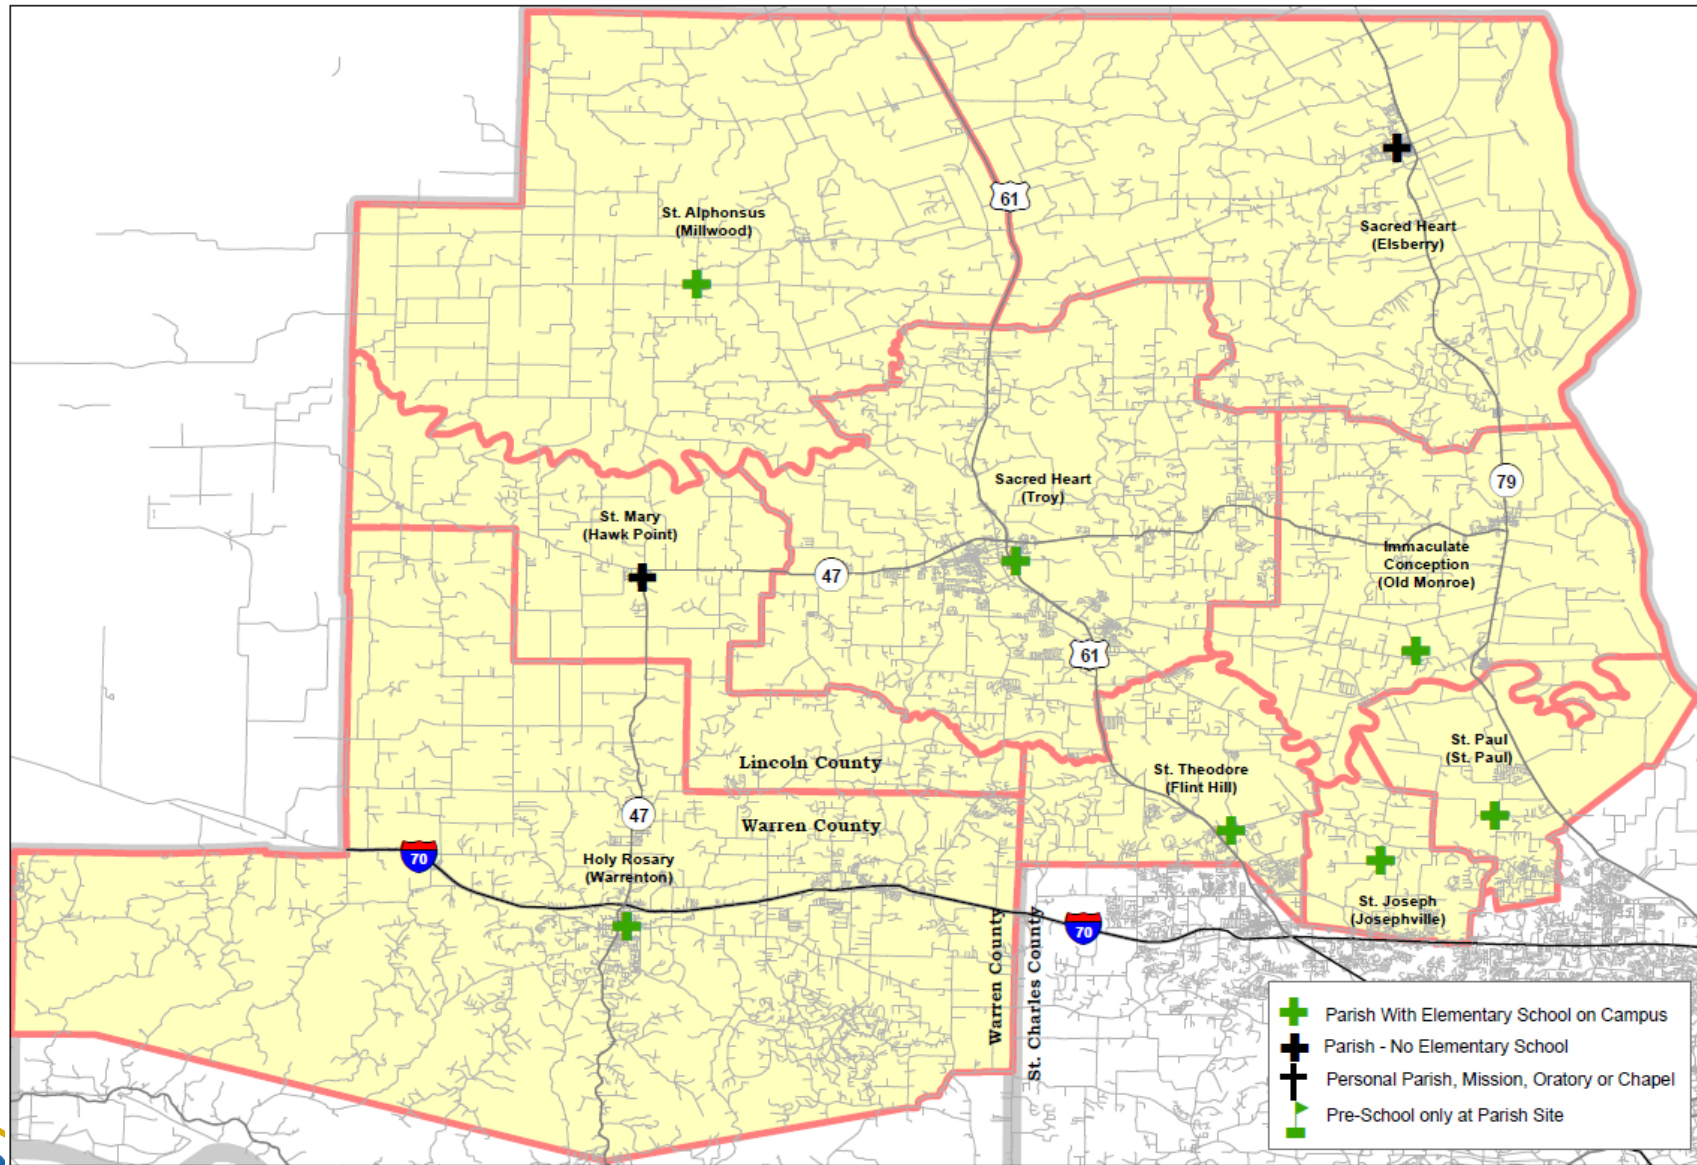 61
St. Alphonsus
(Millwood)
Sacred Heart
(Elsberry)
Sacred Heart
(Troy)
79
St. Mary
(Hawk Point)
47
Immaculate
Conception
(Old Monroe)
61
St. Paul
(St. Paul)
Lincoln County
St. Theodore
(Flint Hill)
47
Warren County
70
Holy Rosary
(Warrenton)
St. Joseph
(Josephville)
70
Warren County
St. Charles County
Parish With Elementary School on Campus
Parish - No Elementary School
Personal Parish, Mission, Oratory or Chapel
Pre-School only at Parish Site